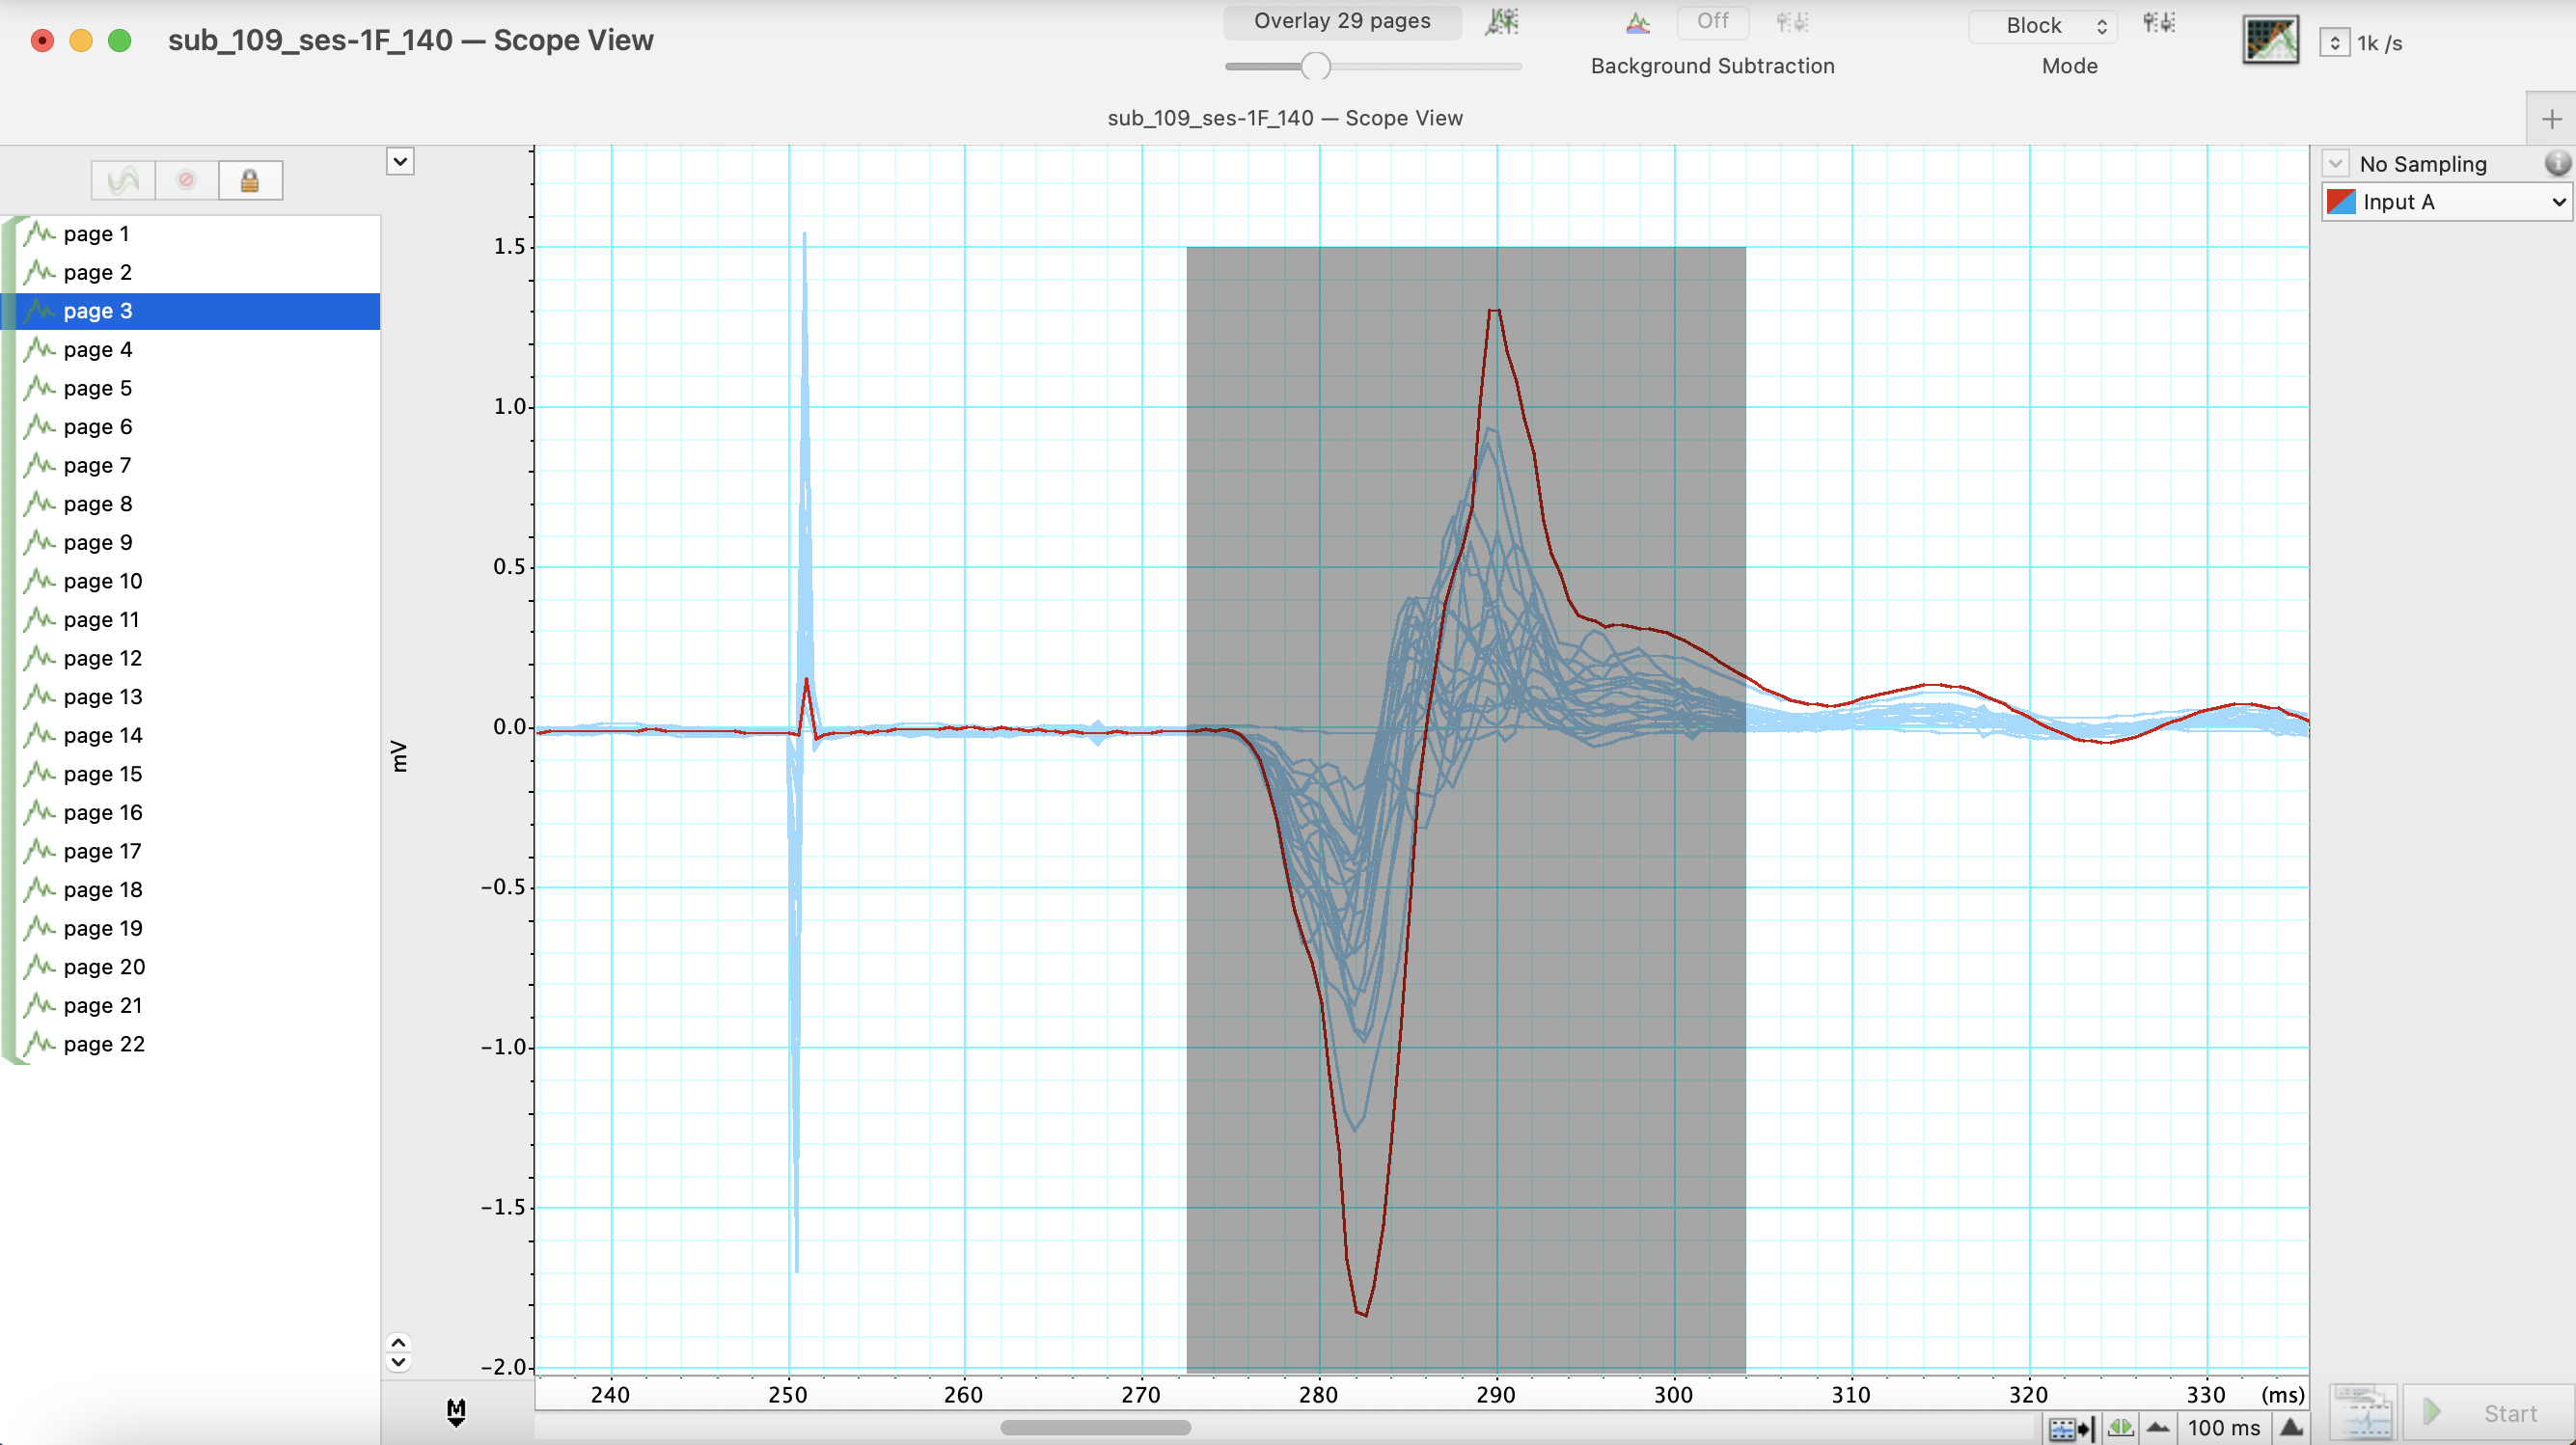 sub_109_ses-1F_140 — Scope View
Overlay 29 pages
Off
Background Subtraction
Block
Mode
1k /s
sub_109_ses-1F_140 — Scope View
+
page 1
page 2
page 3
page 4
page 5
page 6
page 7
page 8
page 9
page 10
page 11
page 12
page 13
page 14
page 15
page 16
page 17
page 18
page 19
page 20
page 21
page 22
mV
1.5
1.0
0.5
0.0
−0.5
−1.0
−1.5
−2.0
240 250 260 270 280 290 300 310 320 330 (ms)
M
100 ms
No Sampling
Input A
Start